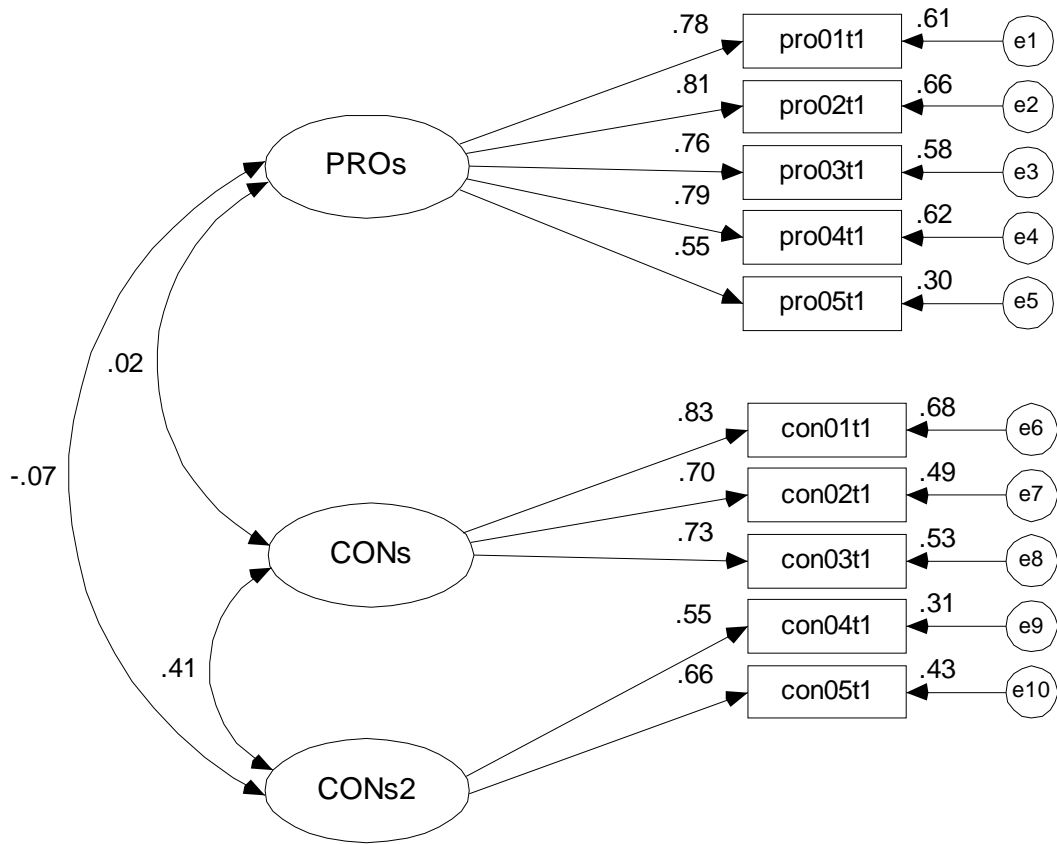 .78 pro01t1 .61 e1
.81 pro02t1 .66 e2
PROs .76 pro03t1 .58 e3
.79 pro04t1 .62 e4
.55 pro05t1 .30 e5
.02
-.07
.83 con01t1 .68 e6
.70 con02t1 .49 e7
CONs .73 con03t1 .53 e8
.55 con04t1 .31 e9
.41 .66 con05t1 .43 e10
CONs2